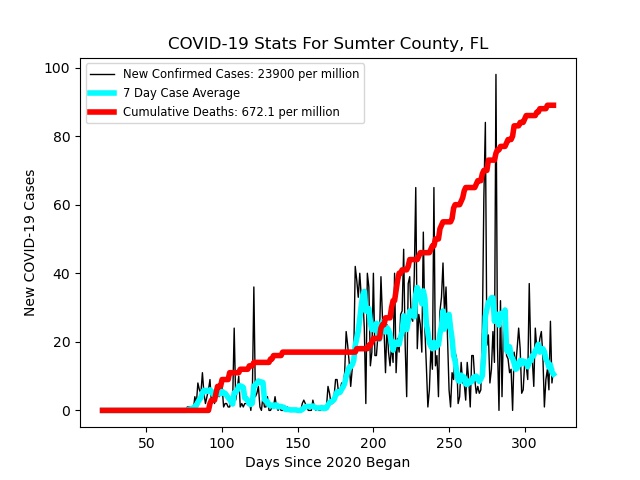 COVID-19 Stats For Sumter County, FL
New Confirmed Cases: 23900 per million
7 Day Case Average
Cumulative Deaths: 672.1 per million
100
80
60
40
20
0
New COVID-19 Cases
50 100 150 200 250 300
Days Since 2020 Began